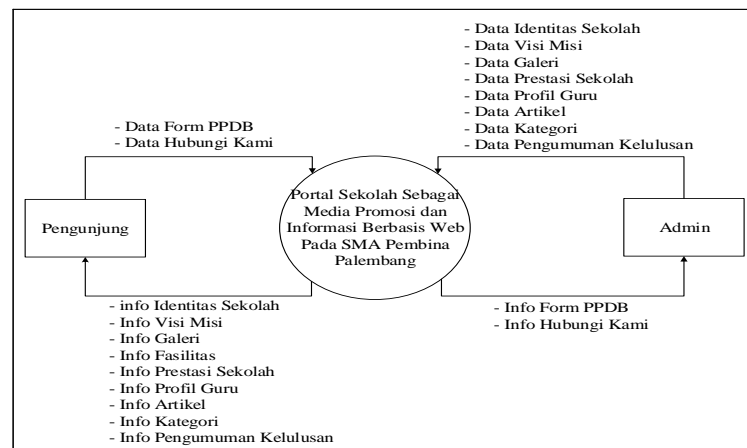 - Data Identitas Sekolah
- Data Visi Misi
- Data Galeri
- Data Prestasi Sekolah
- Data Profil Guru
- Data Artikel
- Data Kategori
- Data Pengumuman Kelulusan
- Data Form PPDB
- Data Hubungi Kami
Pengunjung
Portal Sekolah Sebagai
Media Promosi dan
Informasi Berbasis Web
Pada SMA Pembina
Palembang
Admin
- info Identitas Sekolah
- Info Visi Misi
- Info Galeri
- Info Fasilitas
- Info Prestasi Sekolah
- Info Profil Guru
- Info Artikel
- Info Kategori
- Info Pengumuman Kelulusan
- Info Form PPDB
- Info Hubungi Kami